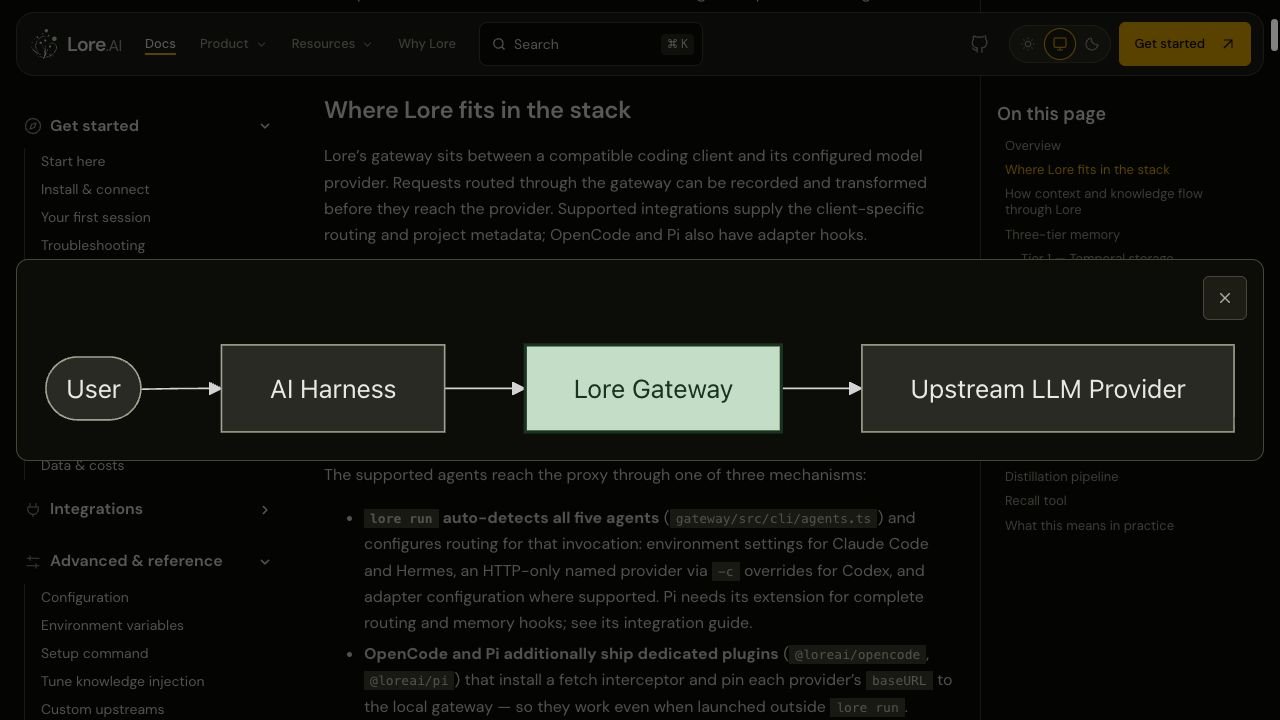 Lore.AI
Docs
Product
Resources
Why Lore
Search
⌘ K
Get started
Get started
Start here
Install & connect
Your first session
Troubleshooting
Data & costs
Integrations
Advanced & reference
Configuration
Environment variables
Setup command
Tune knowledge injection
Custom upstreams
Where Lore fits in the stack
Lore’s gateway sits between a compatible coding client and its configured model
provider. Requests routed through the gateway can be recorded and transformed
before they reach the provider. Supported integrations supply the client-specific
routing and project metadata; OpenCode and Pi also have adapter hooks.
User
AI Harness
Lore Gateway
Upstream LLM Provider
The supported agents reach the proxy through one of three mechanisms:
• lore run auto-detects all five agents (gateway/src/cli/agents.ts) and
configures routing for that invocation: environment settings for Claude Code
and Hermes, an HTTP-only named provider via -c overrides for Codex, and
adapter configuration where supported. Pi needs its extension for complete
routing and memory hooks; see its integration guide.
• OpenCode and Pi additionally ship dedicated plugins (@loreai/opencode,
@loreai/pi) that install a fetch interceptor and pin each provider’s baseURL to
the local gateway — so they work even when launched outside lore run.
On this page
Overview
Where Lore fits in the stack
How context and knowledge flow
through Lore
Three-tier memory
Tier 1 — Temporal storage
Distillation pipeline
Recall tool
What this means in practice